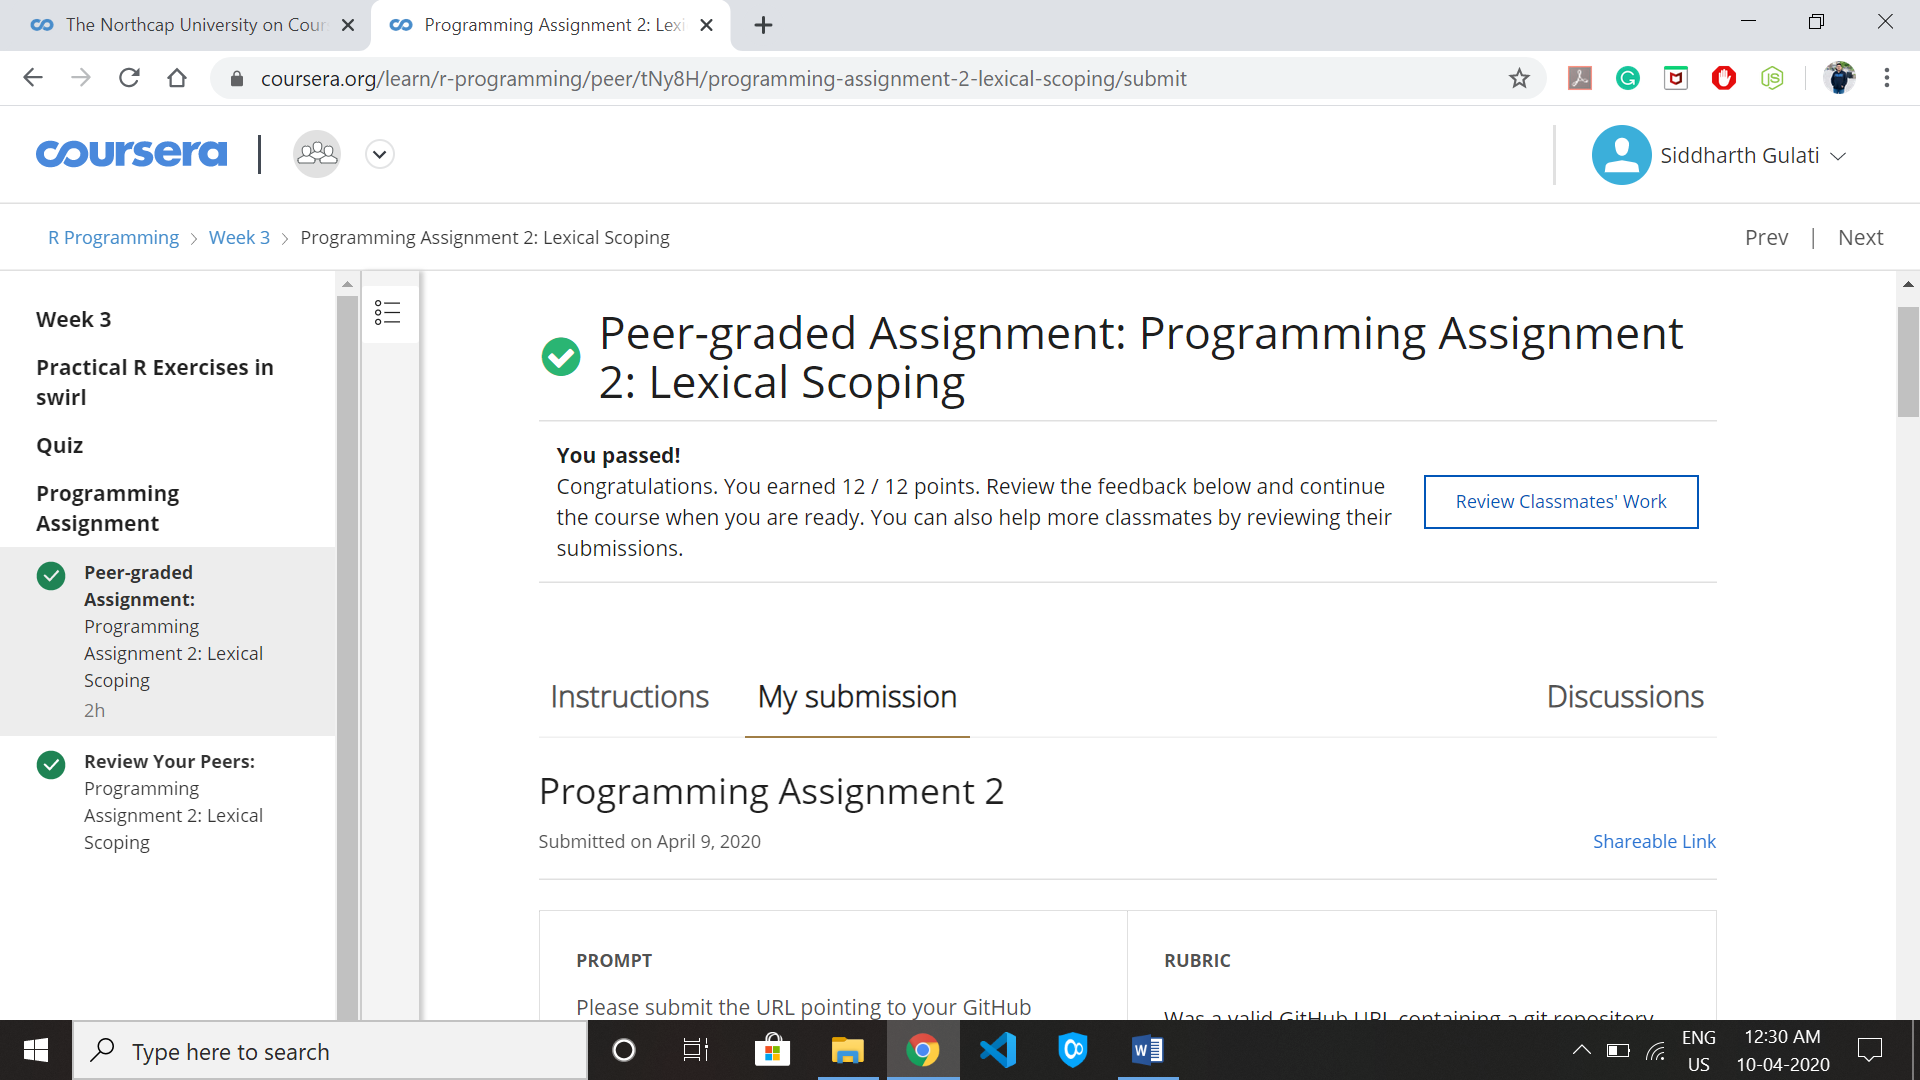 The Northcap University on Cour
Programming Assignment 2: Lexi
coursera.org/learn/r-programming/peer/tNy8H/programming-assignment-2-lexical-scoping/submit
coursera
Siddharth Gulati
R Programming > Week 3 > Programming Assignment 2: Lexical Scoping
Prev | Next
Week 3
Practical R Exercises in
swirl
Quiz
Programming
Assignment
Peer-graded
Assignment:
Programming
Assignment 2: Lexical
Scoping
2h
Review Your Peers:
Programming
Assignment 2: Lexical
Scoping
Peer-graded Assignment: Programming Assignment
2: Lexical Scoping
You passed!
Congratulations. You earned 12 / 12 points. Review the feedback below and continue
the course when you are ready. You can also help more classmates by reviewing their
submissions.
Review Classmates' Work
Instructions
My submission
Discussions
Programming Assignment 2
Submitted on April 9, 2020
Shareable Link
PROMPT
Please submit the URL pointing to your GitHub
RUBRIC
Was a valid GitHub URL containing a git repository
Type here to search
ENG
US
12:30 AM
10-04-2020